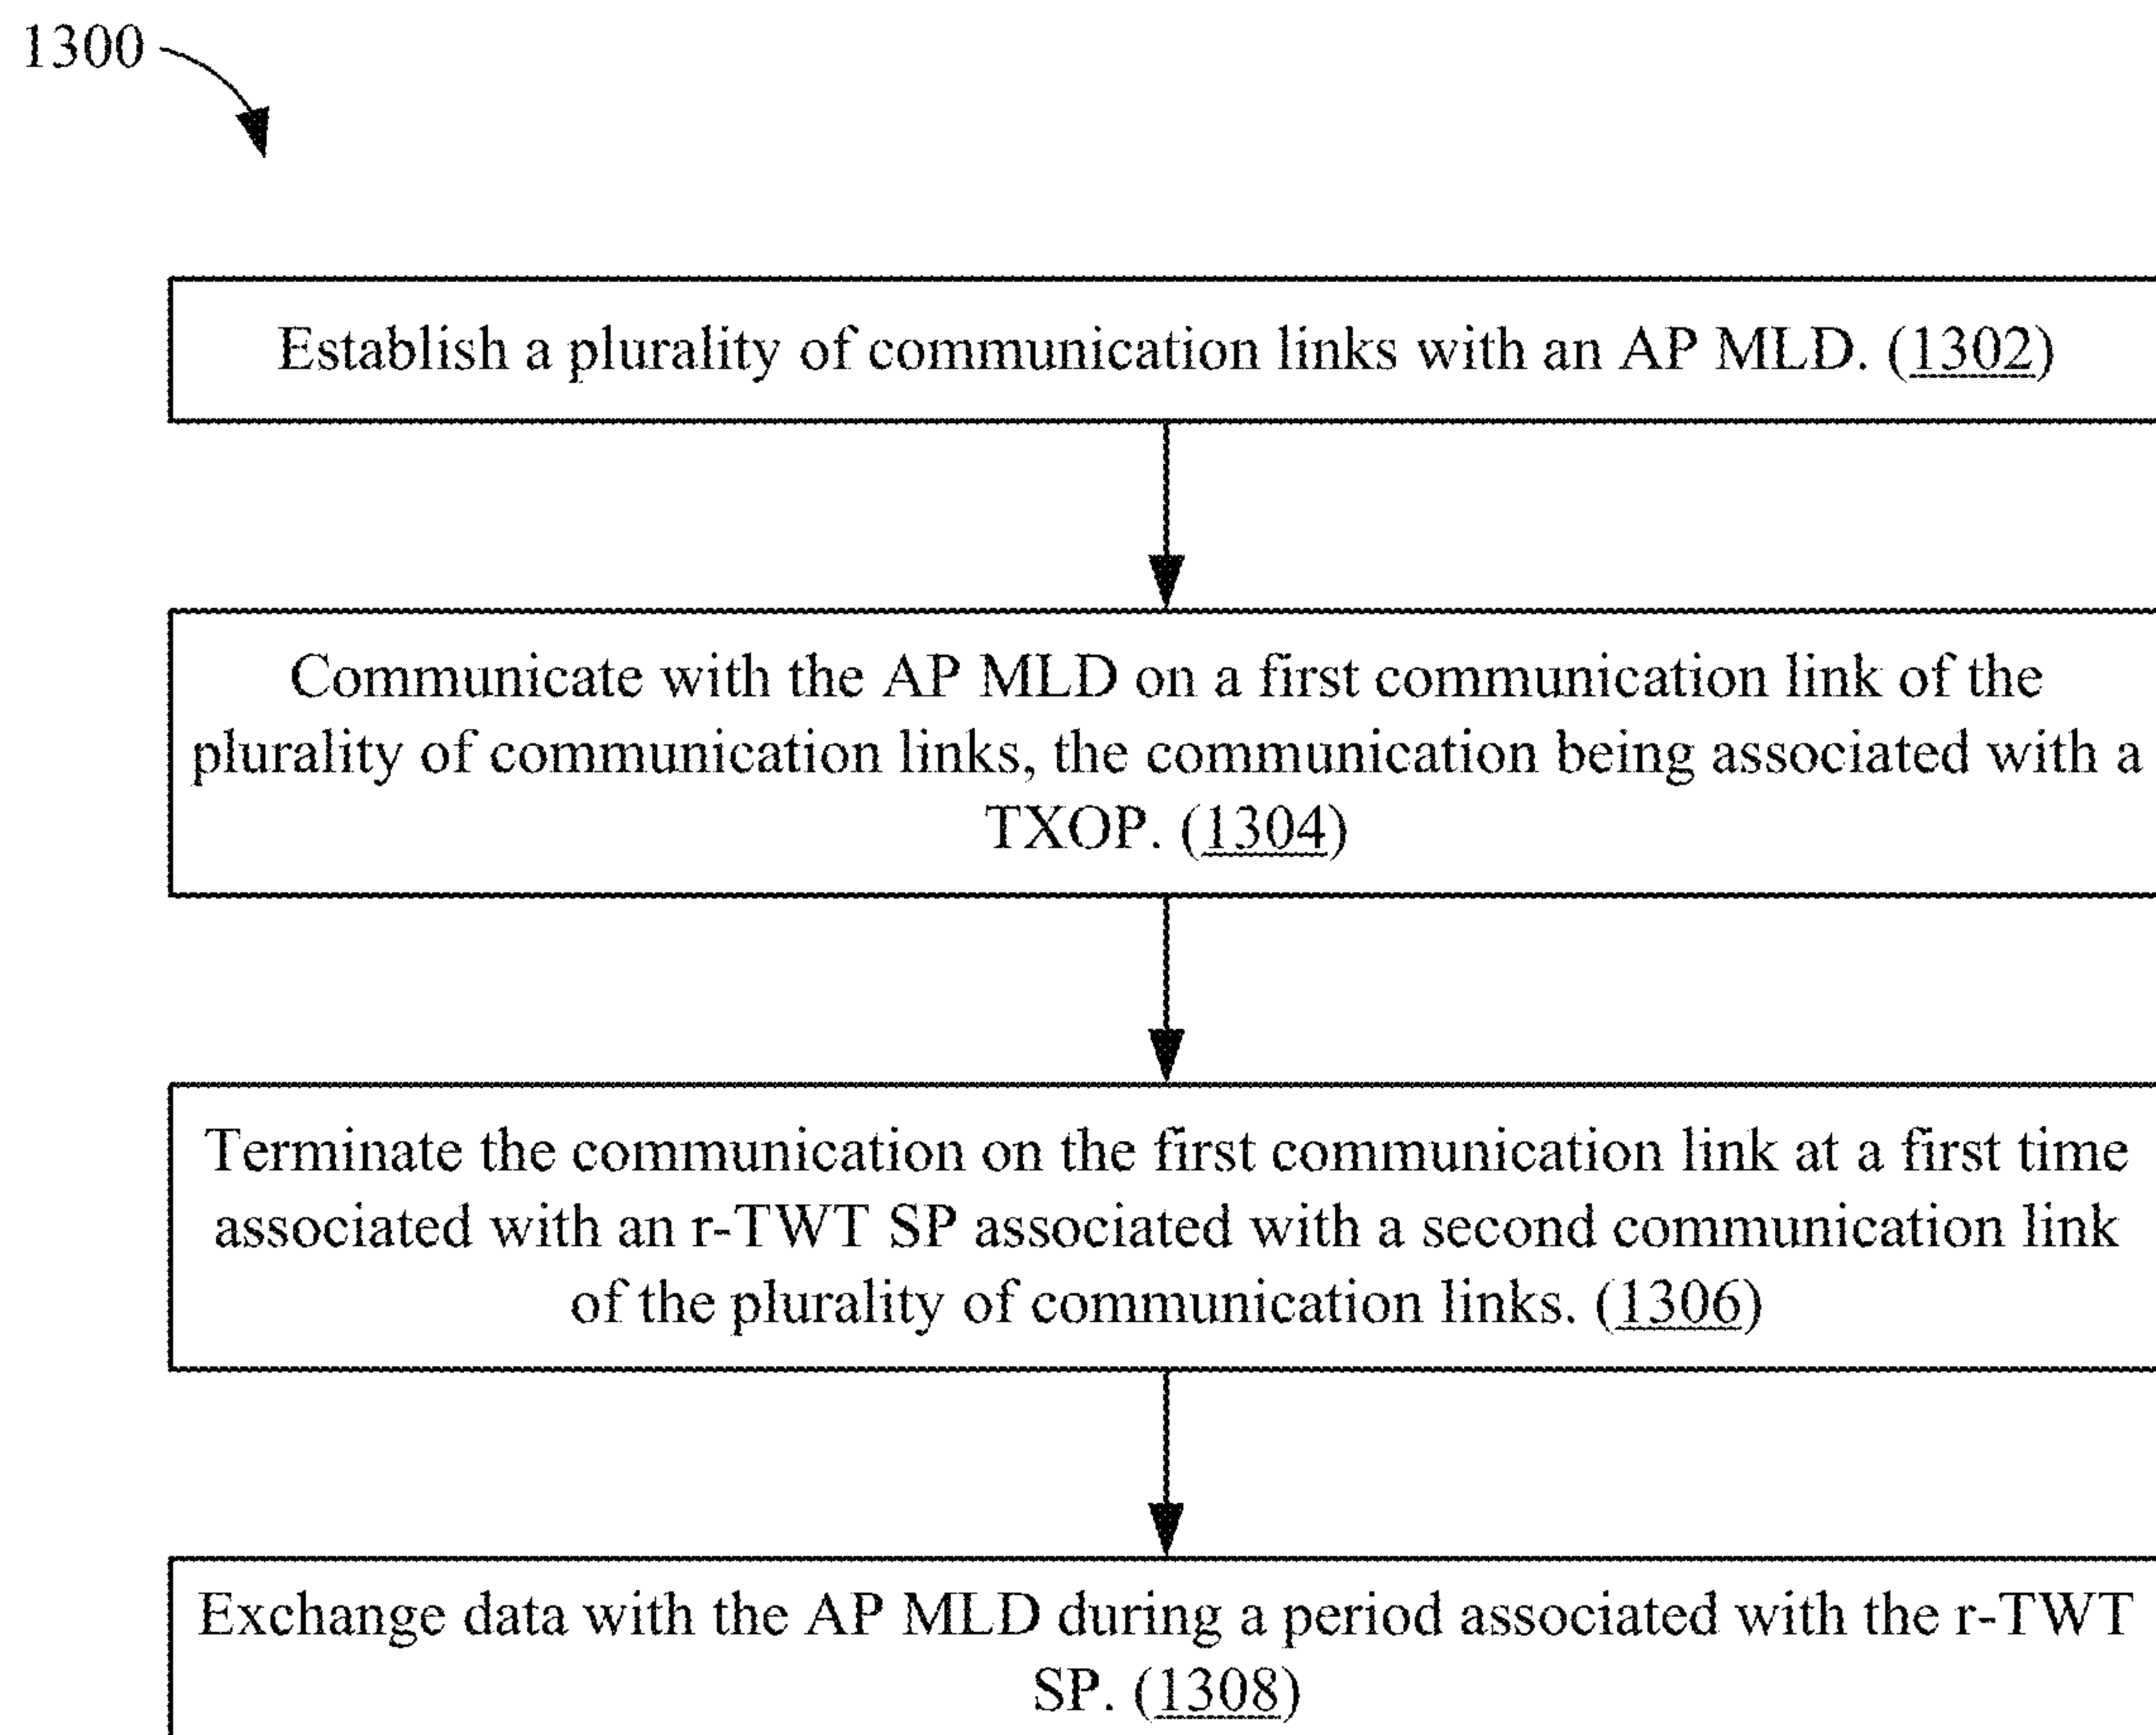 1300
Establish a plurality of communication links with an AP MLD. (1302)
Communicate with the AP MLD on a first communication link of the
plurality of communication links, the communication being associated with a
TXOP. (1304)
Terminate the communication on the first communication link at a first time
associated with an r-TWT SP associated with a second communication link
of the plurality of communication links. (1306)
Exchange data with the AP MLD during a period associated with the r-TWT
SP. (1308)